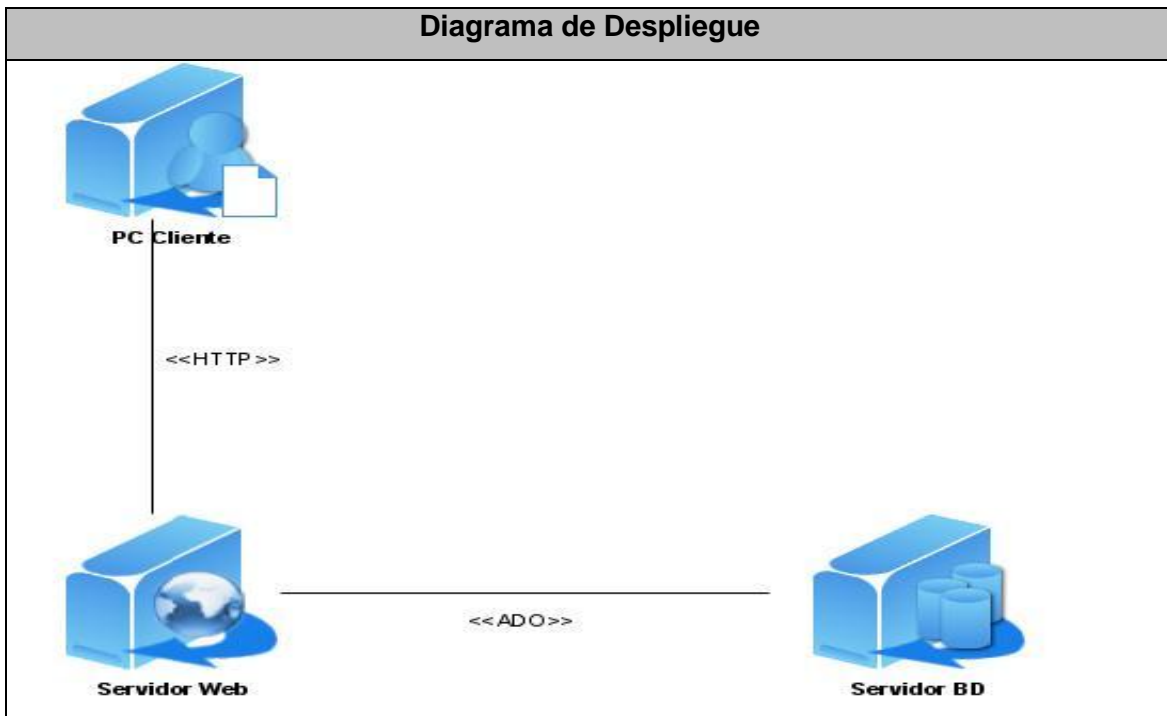 Diagrama de Despliegue
PC Cliente
<<HTTP>>
<<ADO>>
Servidor Web
Servidor BD